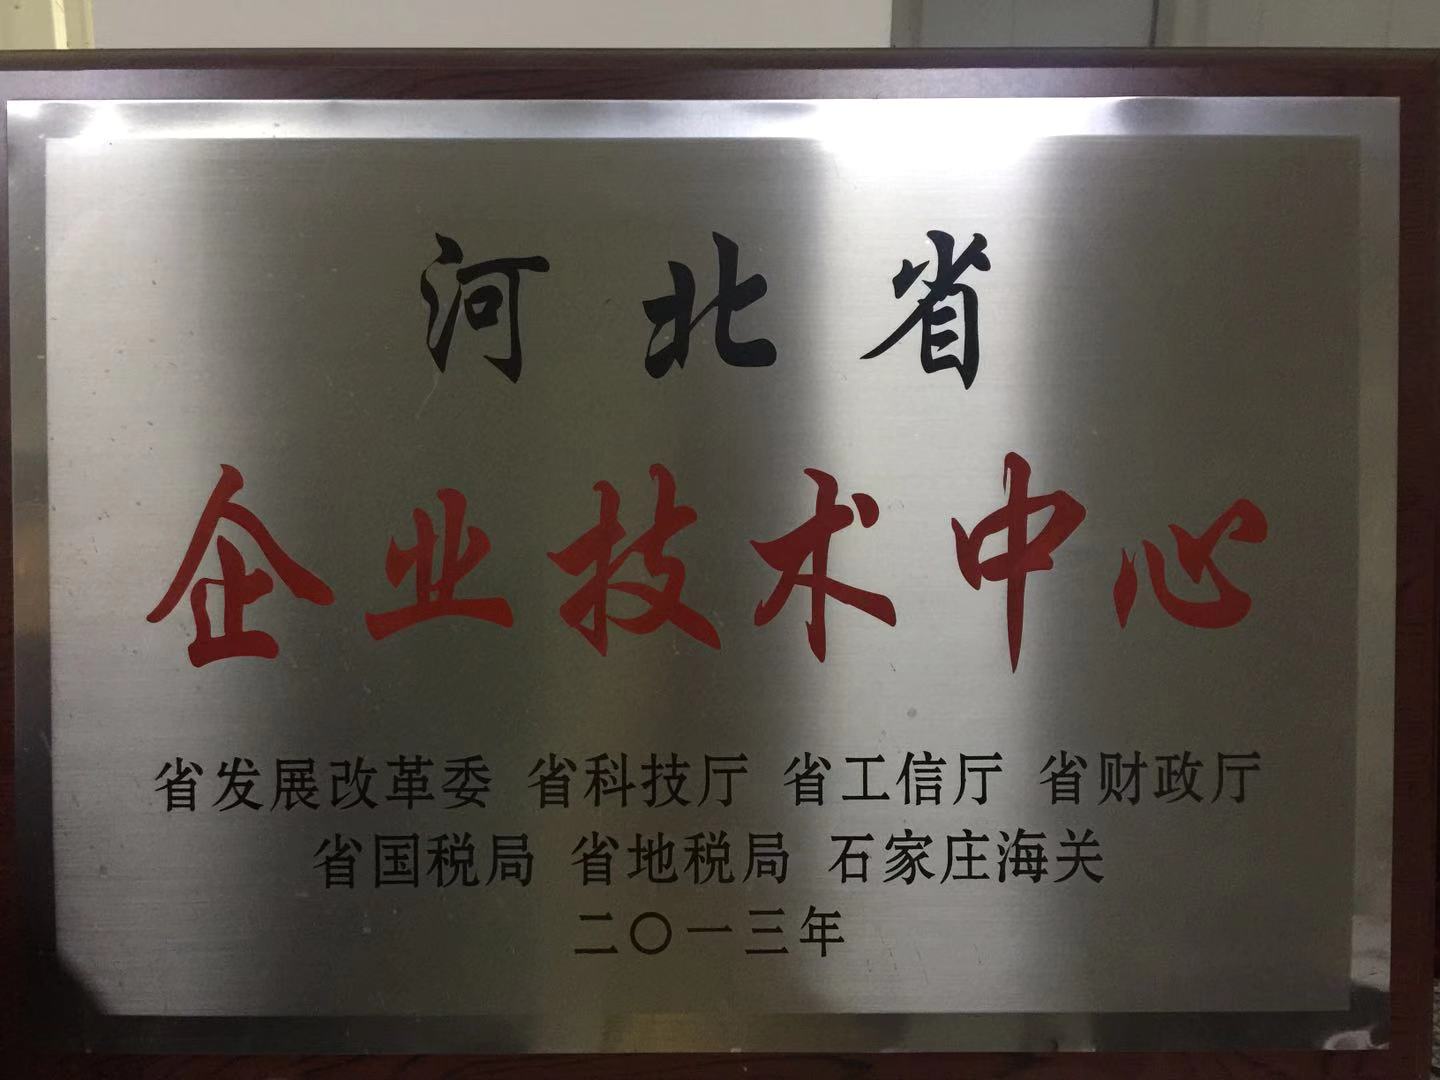 河北省
企业技术中心
省发展改革委 省科技厅 省工信厅 省财政厅
省国税局 省地税局 石家庄海关
二〇一三年